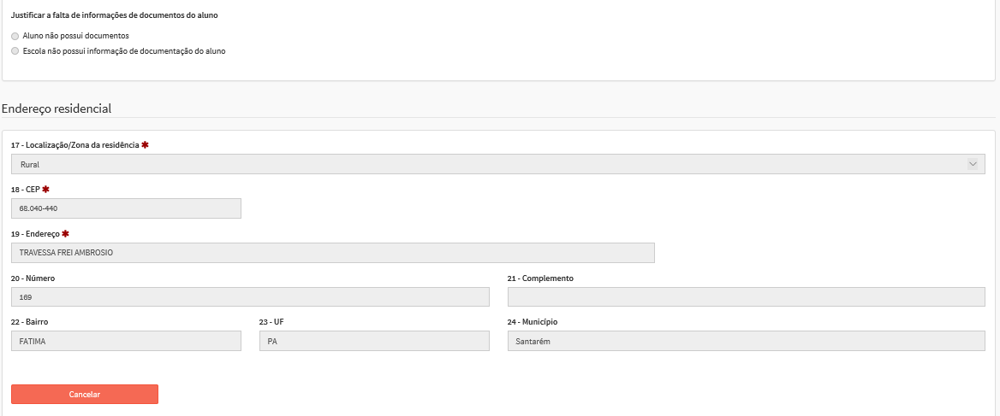 Justificar a falta de informações de documentos do aluno
Aluno não possui documentos
Escola não possui informação de documentação do aluno
Endereço residencial
17 - Localização/Zona da residência ✱
Rural
18 - CEP ✱
68.040-440
19 - Endereço ✱
TRAVESSA FREI AMBROSIO
20 - Número
21 - Complemento
169
22 - Bairro
23 - UF
24 - Município
FATIMA
PA
Santarém
Cancelar